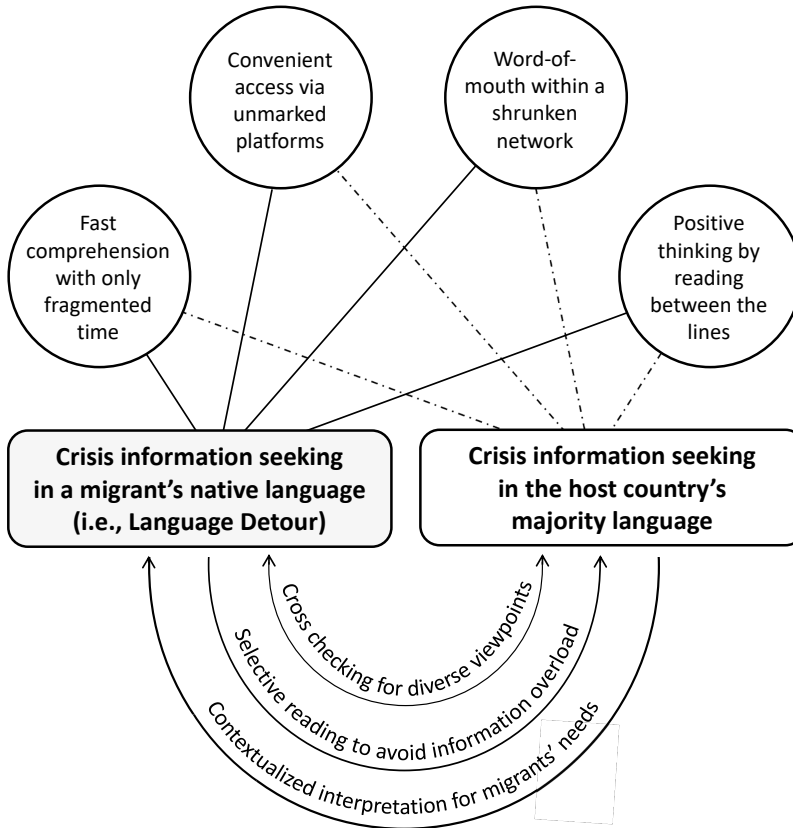 Convenient
access via
unmarked
platforms
Word-of-
mouth within a
shrunken
network
Fast
comprehension
with only
fragmented
time
Positive
thinking by
reading
between the
lines
Crisis information seeking
in a migrant’s native language
(i.e., Language Detour)
Crisis information seeking
in the host country’s
majority language
Cross checking for diverse viewpoints
Selective reading to avoid information overload
Contextualized interpretation for migrants’ needs